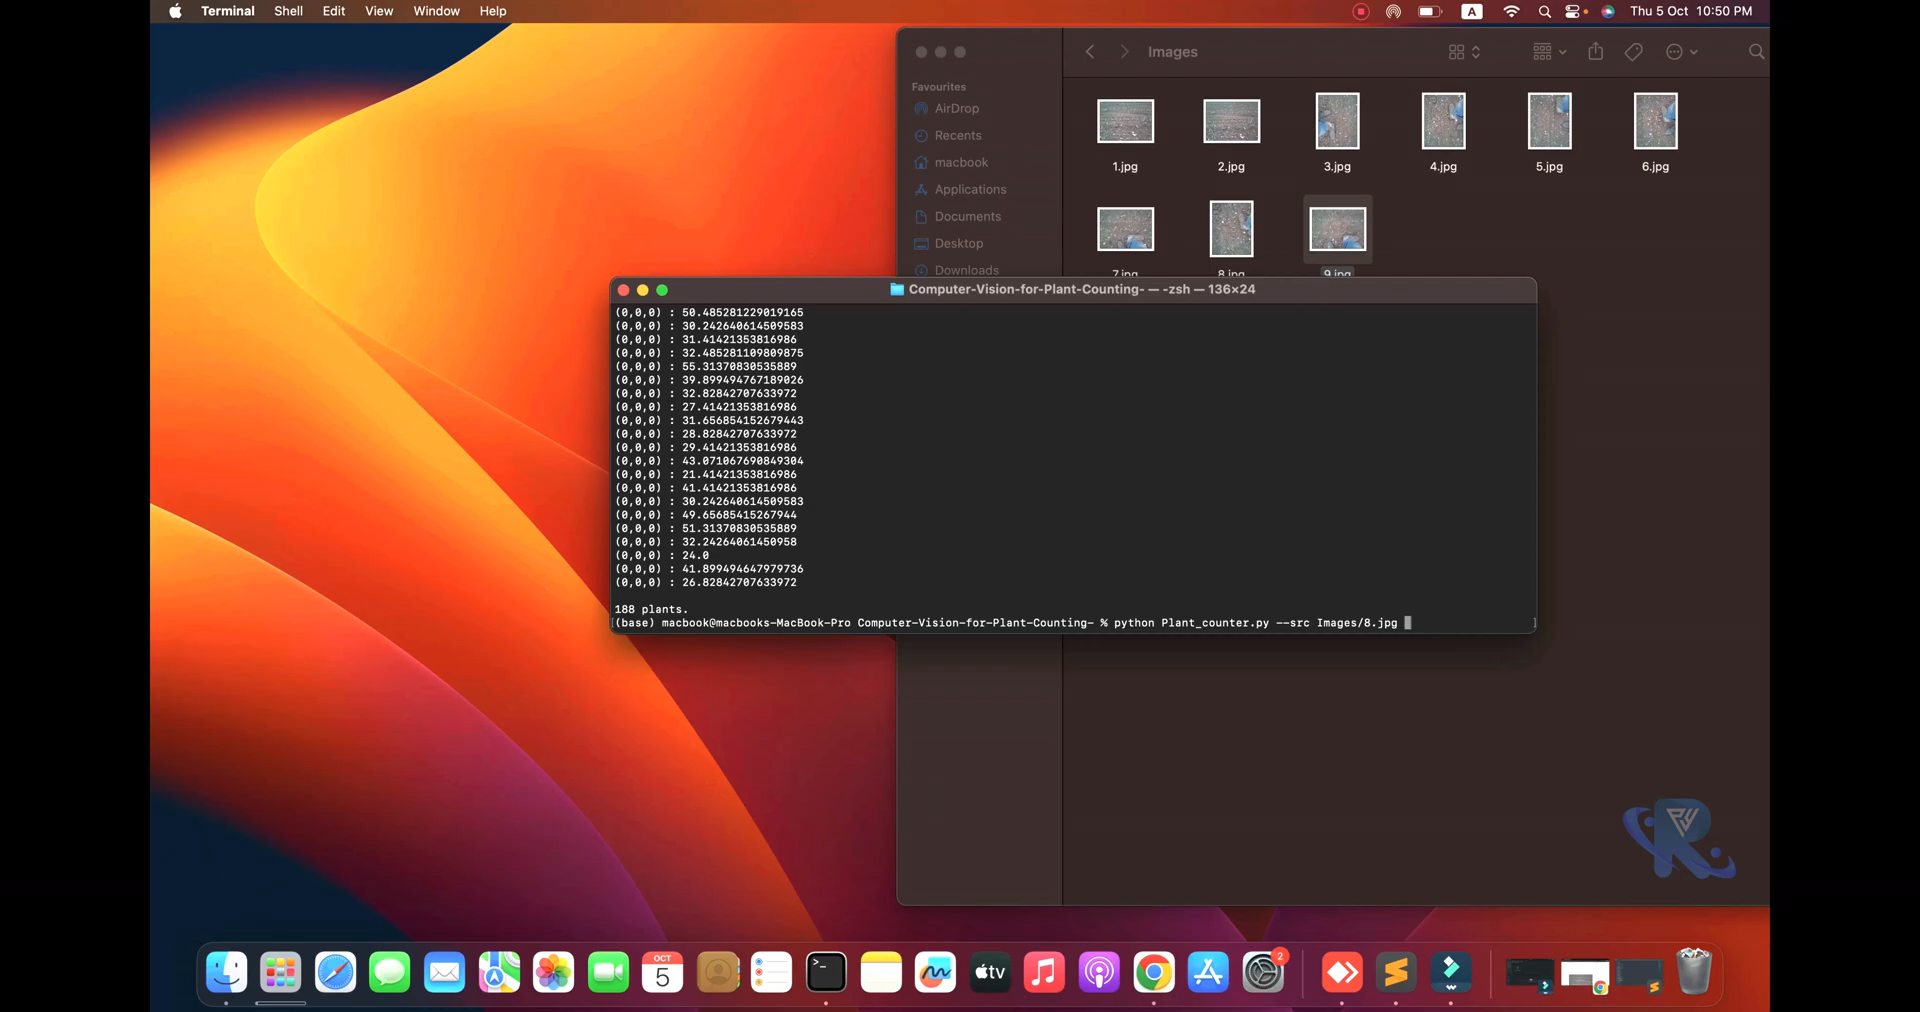 Terminal Shell Edit View Window Help
A
Thu 5 Oct 10:50 PM
Images
Favourites
AirDrop
Recents
macbook
Applications
Documents
Desktop
Downloads
1.jpg 2.jpg 3.jpg 4.jpg 5.jpg 6.jpg
7.jpg 8.jpg 9.jpg
Computer-Vision-for-Plant-Counting- — -zsh — 136×24
(0,0,0) : 50.485281229019165
(0,0,0) : 30.242640614509583
(0,0,0) : 31.41421353816986
(0,0,0) : 32.485281109809875
(0,0,0) : 55.31370830535889
(0,0,0) : 39.899494767189026
(0,0,0) : 32.82842707633972
(0,0,0) : 27.41421353816986
(0,0,0) : 31.656854152679443
(0,0,0) : 28.82842707633972
(0,0,0) : 29.41421353816986
(0,0,0) : 43.071067690849304
(0,0,0) : 21.41421353816986
(0,0,0) : 41.41421353816986
(0,0,0) : 30.242640614509583
(0,0,0) : 49.65685415267944
(0,0,0) : 51.31370830535889
(0,0,0) : 32.24264061450958
(0,0,0) : 24.0
(0,0,0) : 41.899494647979736
(0,0,0) : 26.82842707633972
188 plants.
[(base) macbook@macbooks-MacBook-Pro Computer-Vision-for-Plant-Counting- % python Plant_counter.py --src Images/8.jpg ]
R
OCT
5
>_
tv
2